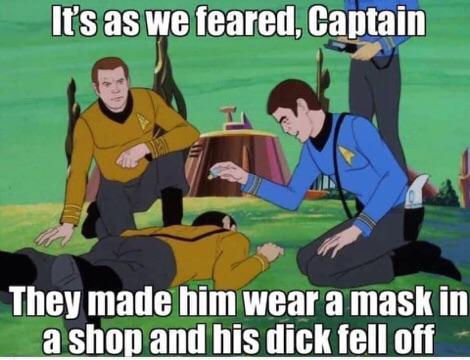 It's as we feared, Captain
They made him wear a mask in
a shop and his dick fell off